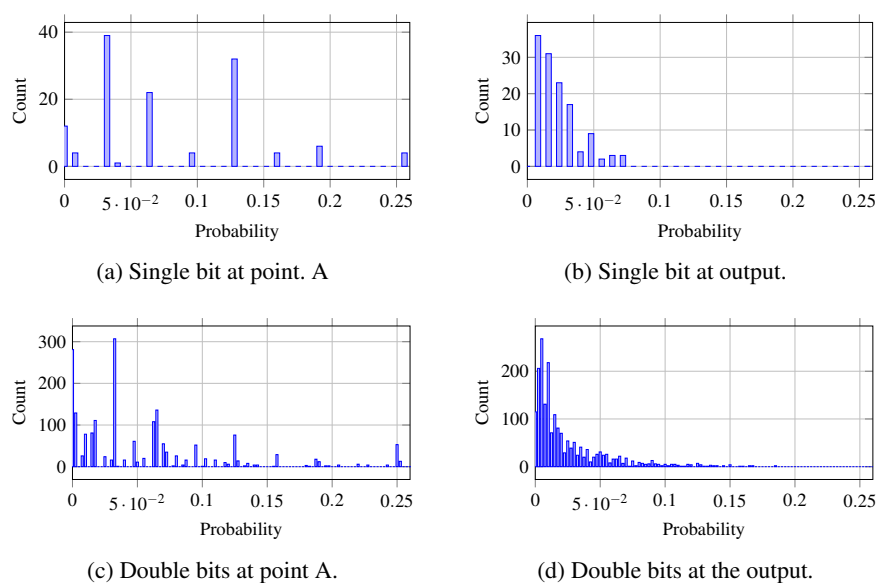 40
20
0
Count
0
5 · 10⁻²
0.1
0.15
0.2
0.25
Probability
(a) Single bit at point. A
30
20
10
0
Count
0
5 · 10⁻²
0.1
0.15
0.2
0.25
Probability
(b) Single bit at output.
300
200
100
0
Count
0
5 · 10⁻²
0.1
0.15
0.2
0.25
Probability
(c) Double bits at point A.
200
100
0
Count
0
5 · 10⁻²
0.1
0.15
0.2
0.25
Probability
(d) Double bits at the output.